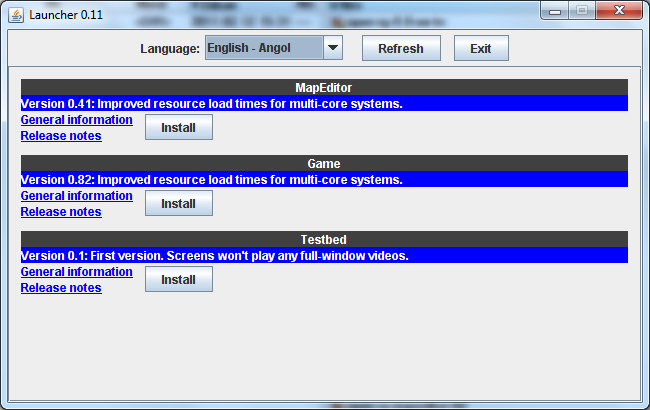 Launcher 0.11
Language: English - Angol Refresh Exit
MapEditor
Version 0.41: Improved resource load times for multi-core systems.
General information
Install
Release notes
Game
Version 0.82: Improved resource load times for multi-core systems.
General information
Install
Release notes
Testbed
Version 0.1: First version. Screens won't play any full-window videos.
General information
Install
Release notes